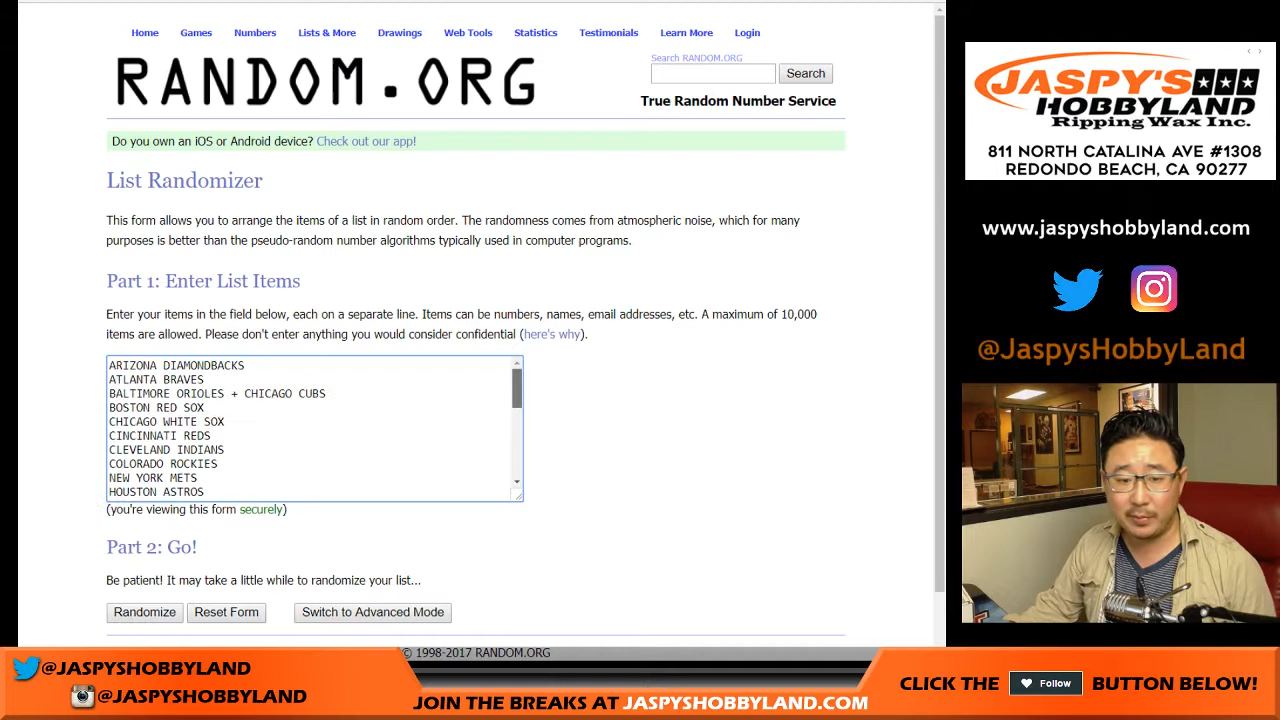 Home Games Numbers Lists & More Drawings Web Tools Statistics Testimonials Learn More Login
RANDOM.ORG
Search RANDOM.ORG
Search
True Random Number Service
Do you own an iOS or Android device? Check out our app!
List Randomizer
This form allows you to arrange the items of a list in random order. The randomness comes from atmospheric noise, which for many
purposes is better than the pseudo-random number algorithms typically used in computer programs.
Part 1: Enter List Items
Enter your items in the field below, each on a separate line. Items can be numbers, names, email addresses, etc. A maximum of 10,000
items are allowed. Please don't enter anything you would consider confidential (here's why).
ARIZONA DIAMONDBACKS
ATLANTA BRAVES
BALTIMORE ORIOLES + CHICAGO CUBS
BOSTON RED SOX
CHICAGO WHITE SOX
CINCINNATI REDS
CLEVELAND INDIANS
COLORADO ROCKIES
NEW YORK METS
HOUSTON ASTROS
(you're viewing this form securely)
Part 2: Go!
Be patient! It may take a little while to randomize your list...
Randomize Reset Form Switch to Advanced Mode
© 1998-2017 RANDOM.ORG
JASPY'S
HOBBYLAND
Ripping Wax Inc.
811 NORTH CATALINA AVE #1308
REDONDO BEACH, CA 90277
www.jaspyshobbyland.com
@JaspysHobbyLand
@JASPYSHOBBYLAND
@JASPYSHOBBYLAND
JOIN THE BREAKS AT JASPYSHOBBYLAND.COM
CLICK THE Follow BUTTON BELOW!